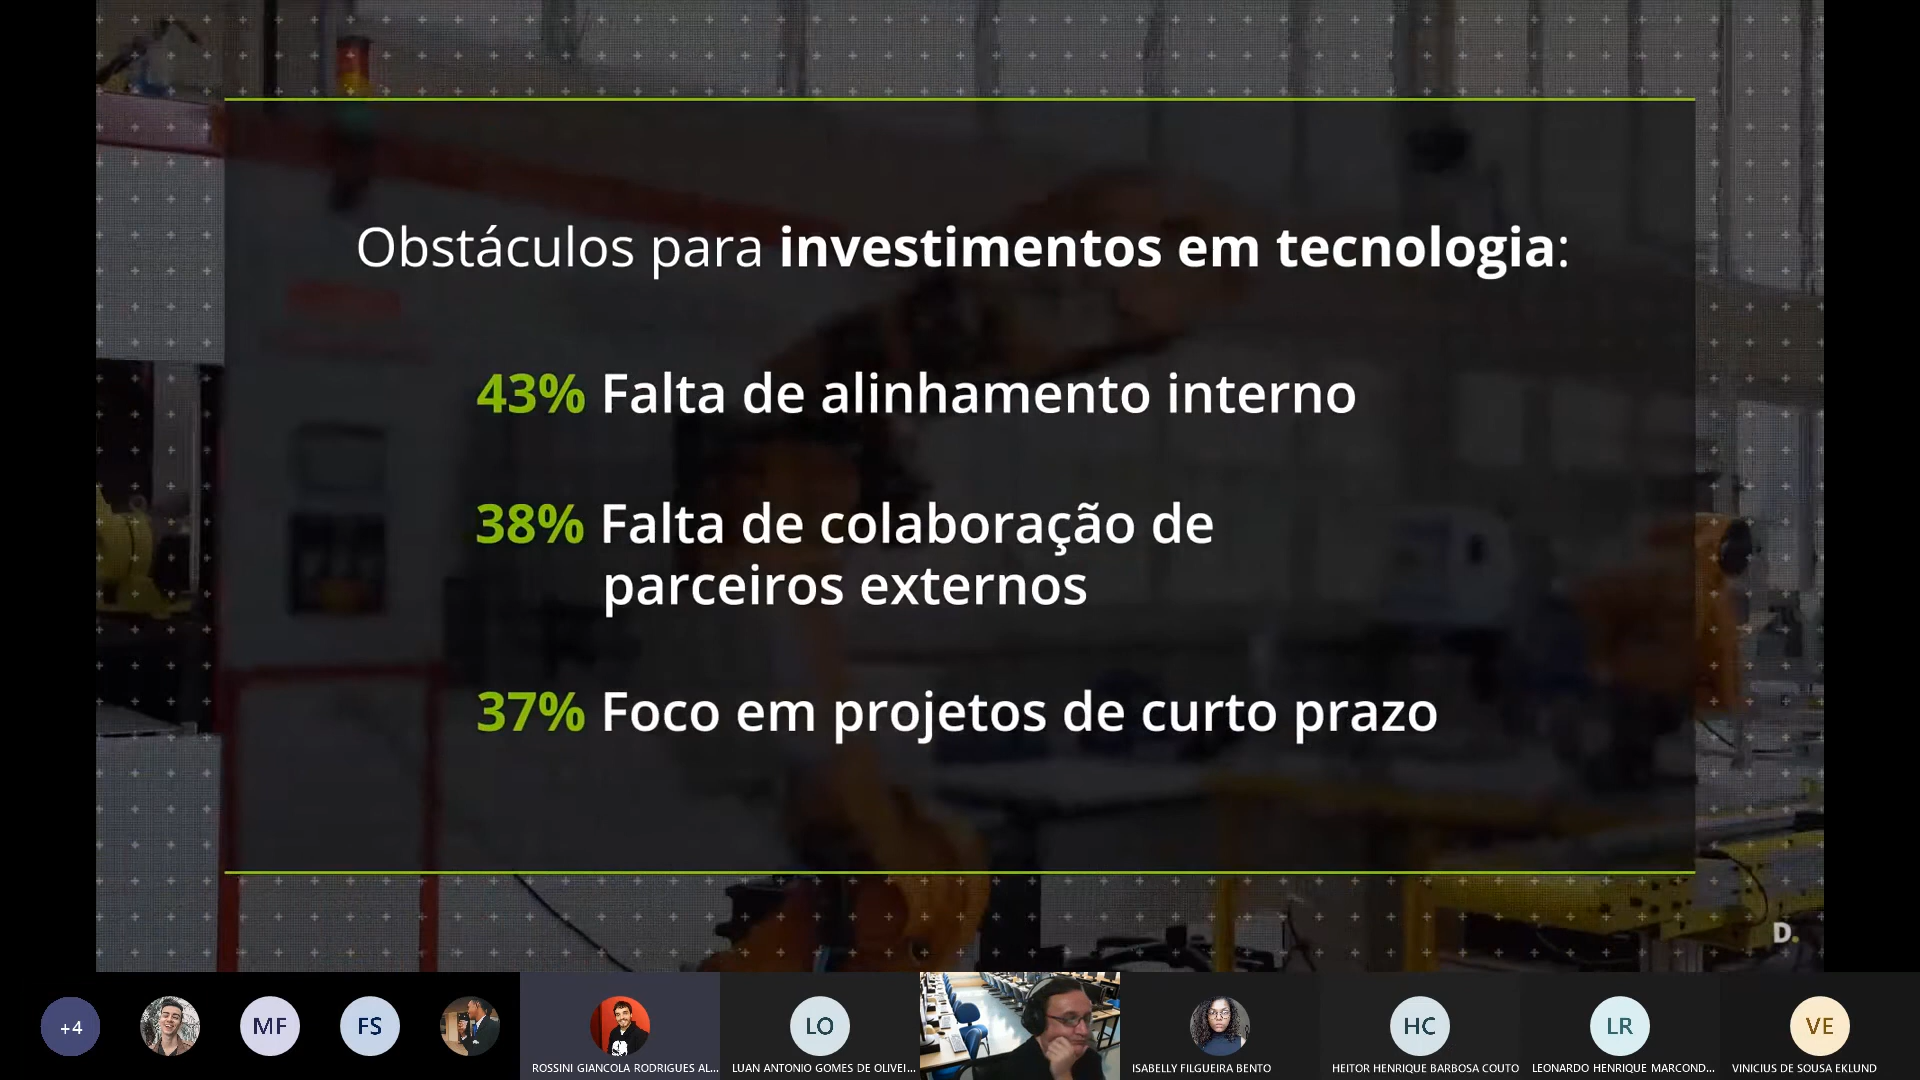 Obstáculos para investimentos em tecnologia:
43% Falta de alinhamento interno
38% Falta de colaboração de
parceiros externos
37% Foco em projetos de curto prazo
D.
+4
MF
FS
LO
HC
LR
VE
ROSSINI GIANCOLA RODRIGUES AL...
LUAN ANTONIO GOMES DE OLIVEI...
ISABELLY FILGUEIRA BENTO
HEITOR HENRIQUE BARBOSA COUTO
LEONARDO HENRIQUE MARCOND...
VINICIUS DE SOUSA EKLUND